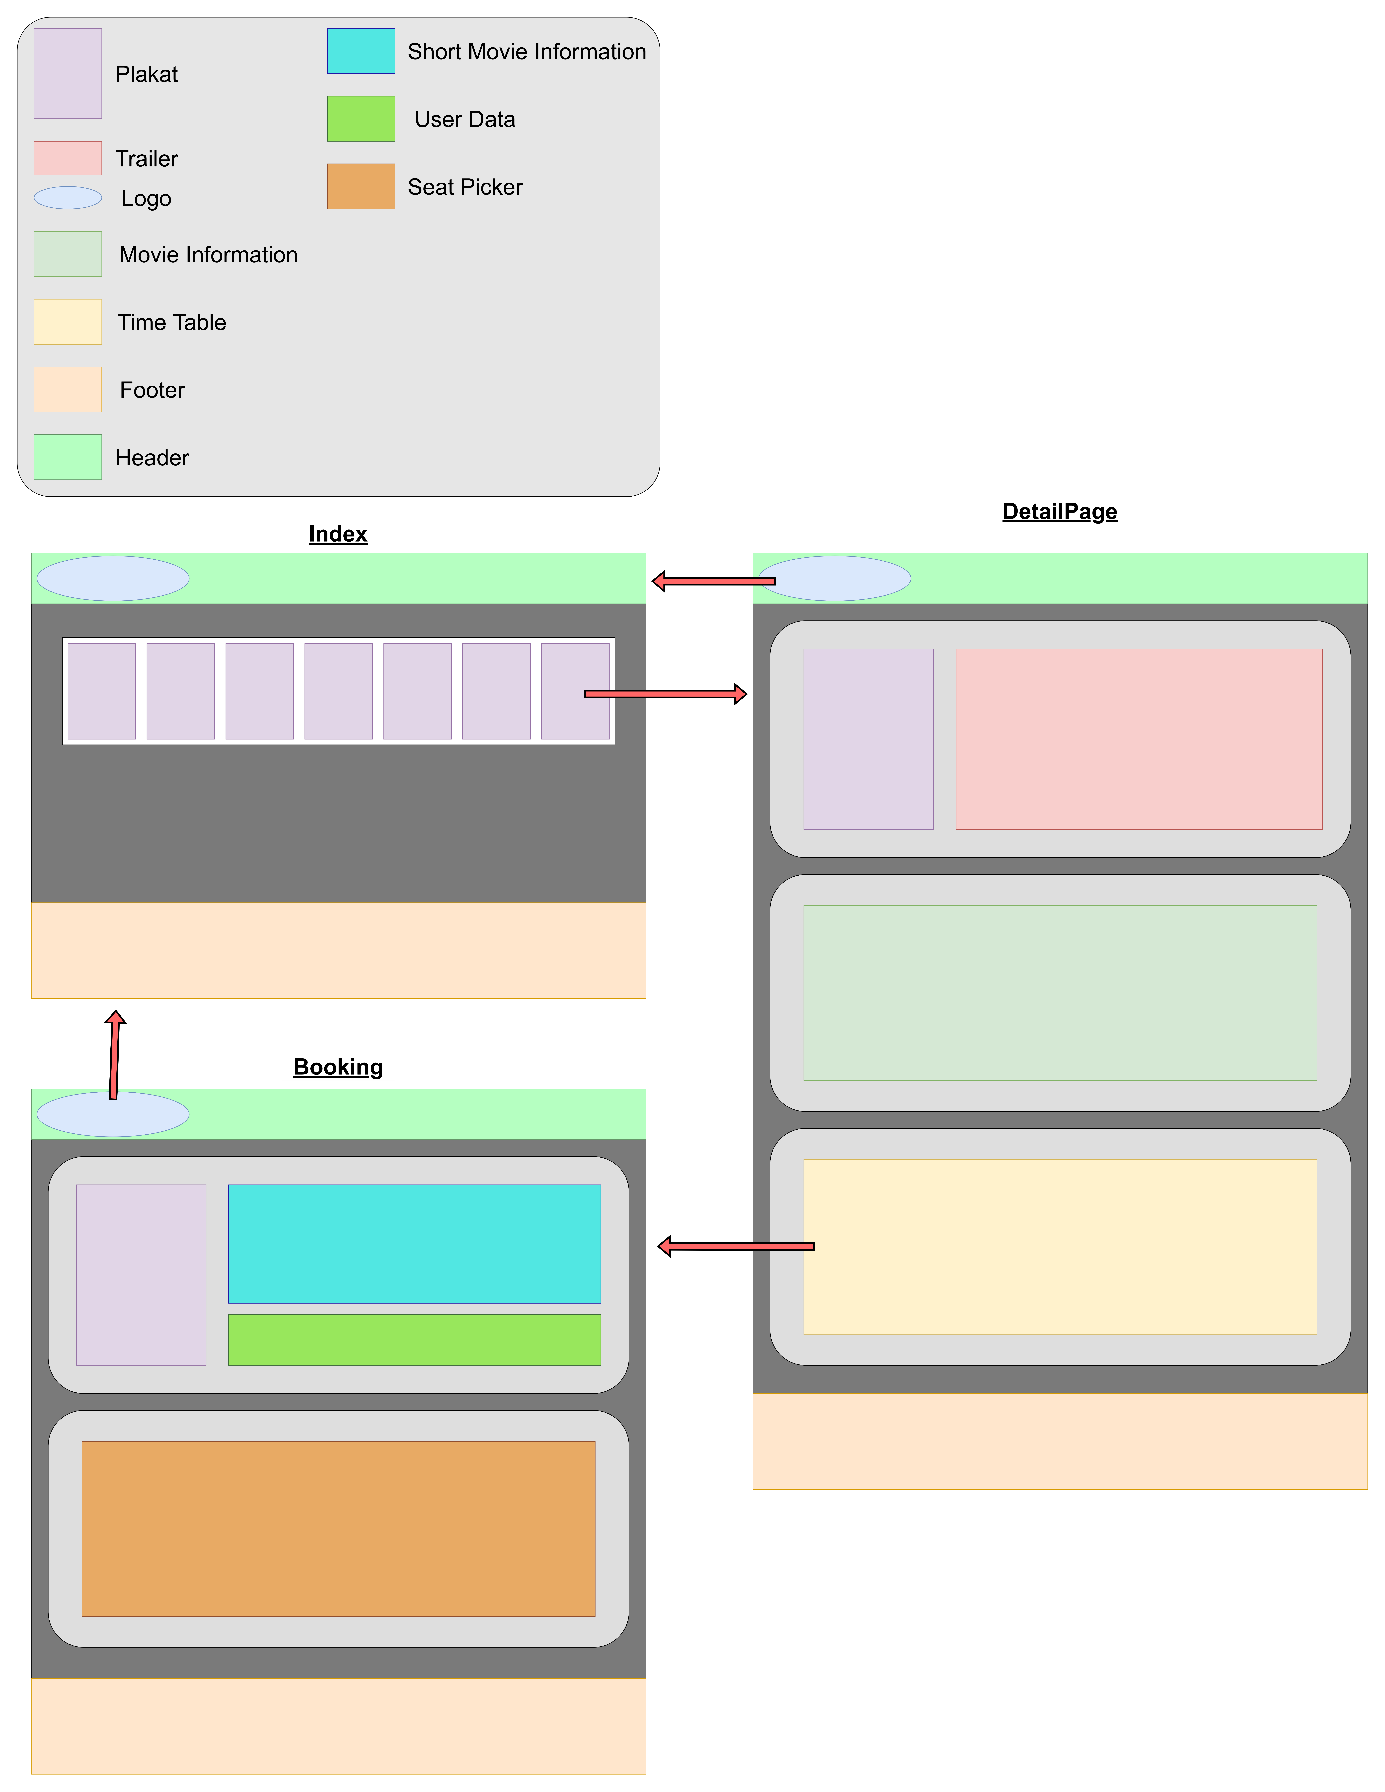 Plakat
Trailer
Logo
Movie Information
Time Table
Footer
Header
Short Movie Information
User Data
Seat Picker
Index
DetailPage
Booking